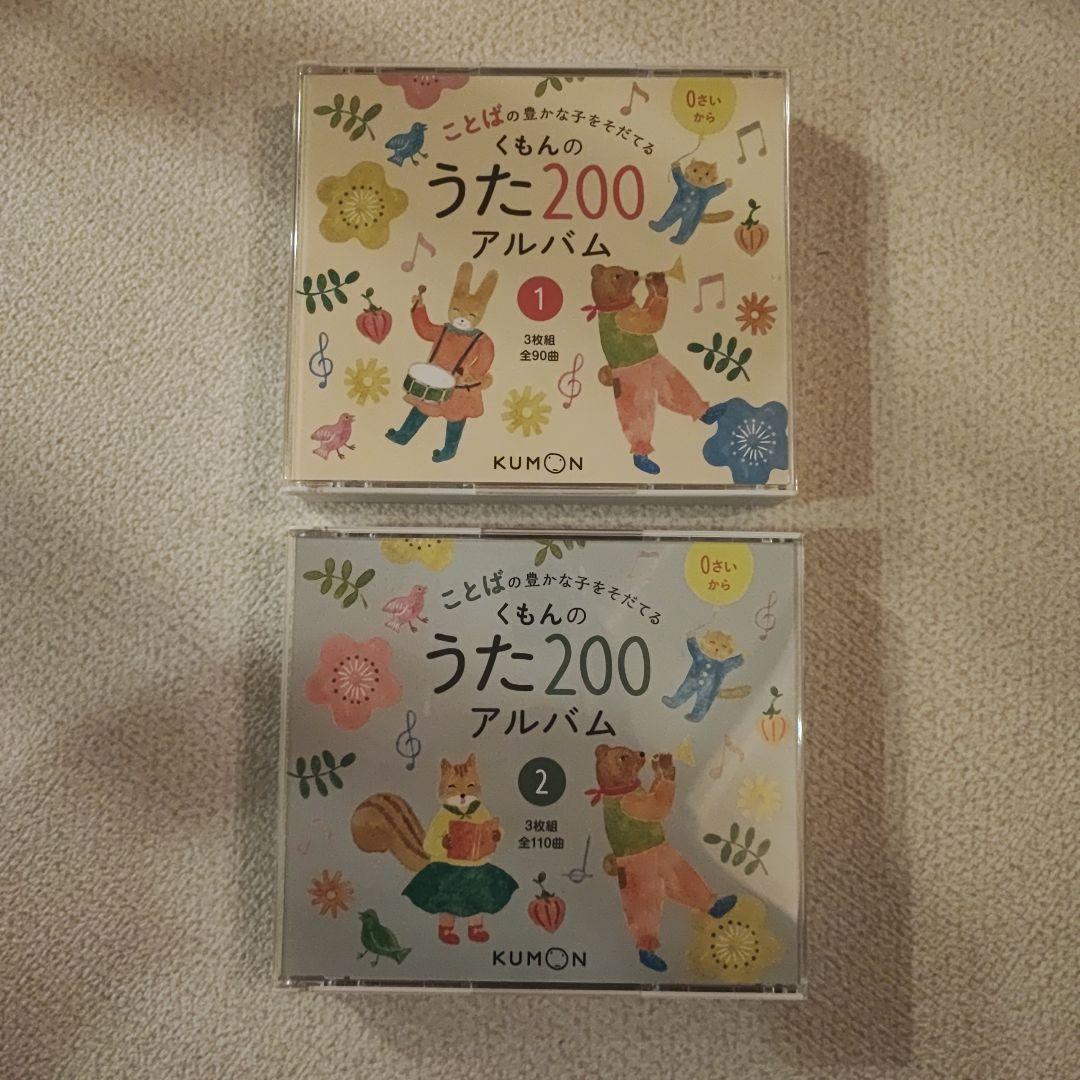 0さい
から
ことばの豊かな子をそだてる
くもんの
うた200
アルバム
1
3枚組
全90曲
KUMON
0さい
から
ことばの豊かな子をそだてる
くもんの
うた200
アルバム
2
3枚組
全110曲
KUMON